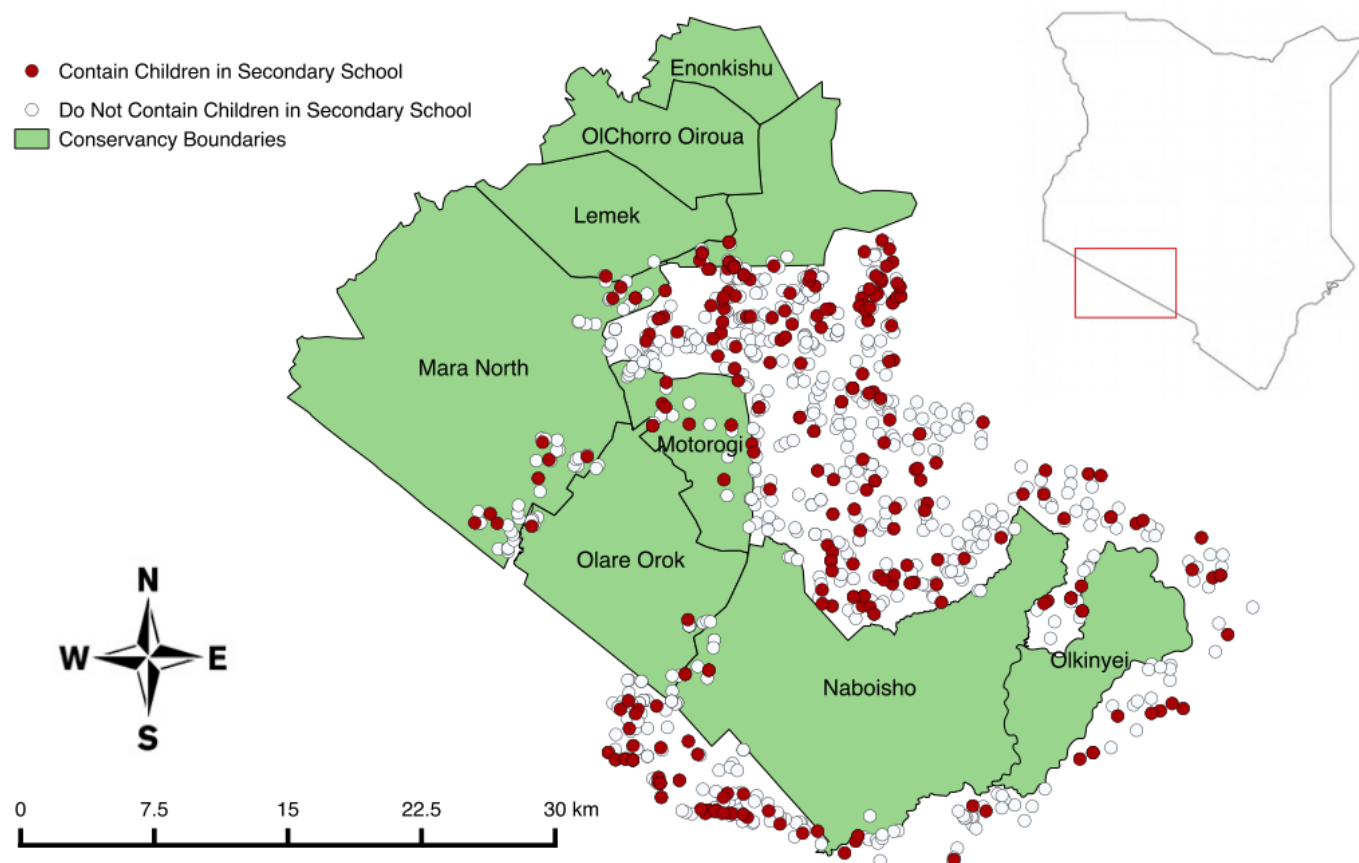 Contain Children in Secondary School
Do Not Contain Children in Secondary School
Conservancy Boundaries
Enonkishu
OlChorro Oiroua
Lemek
Mara North
Motorogi
Olare Orok
Naboisho
Olkinyei
N
W E
S
0 7.5 15 22.5 30 km